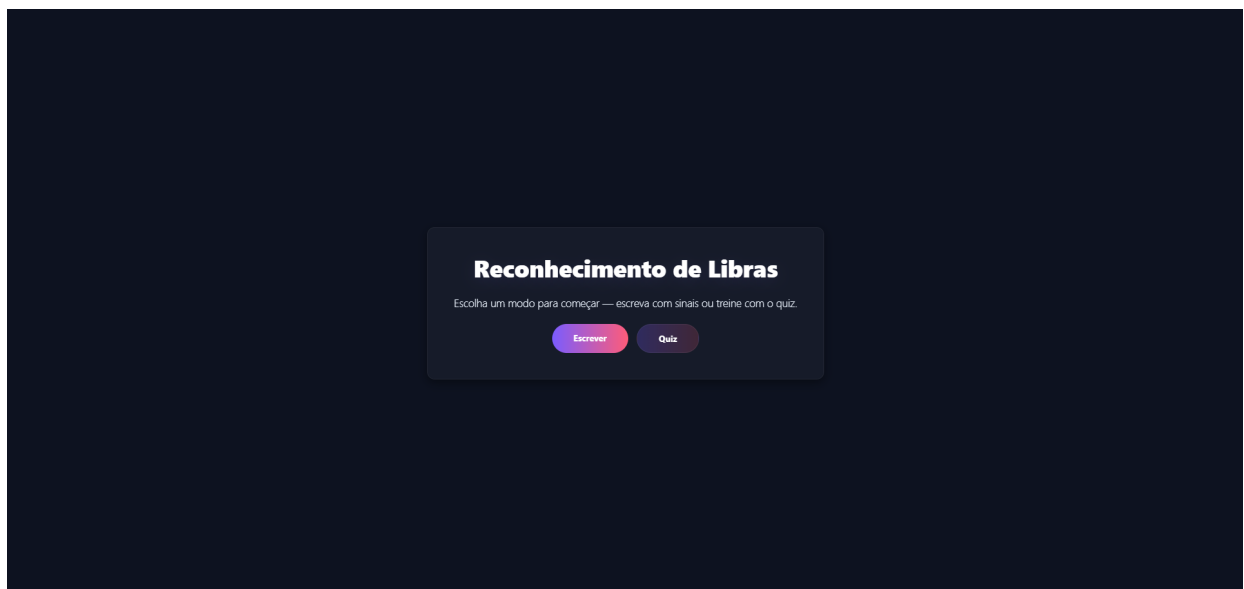 Reconhecimento de Libras
Escolha um modo para começar — escreva com sinais ou treine com o quiz.
Escrever
Quiz